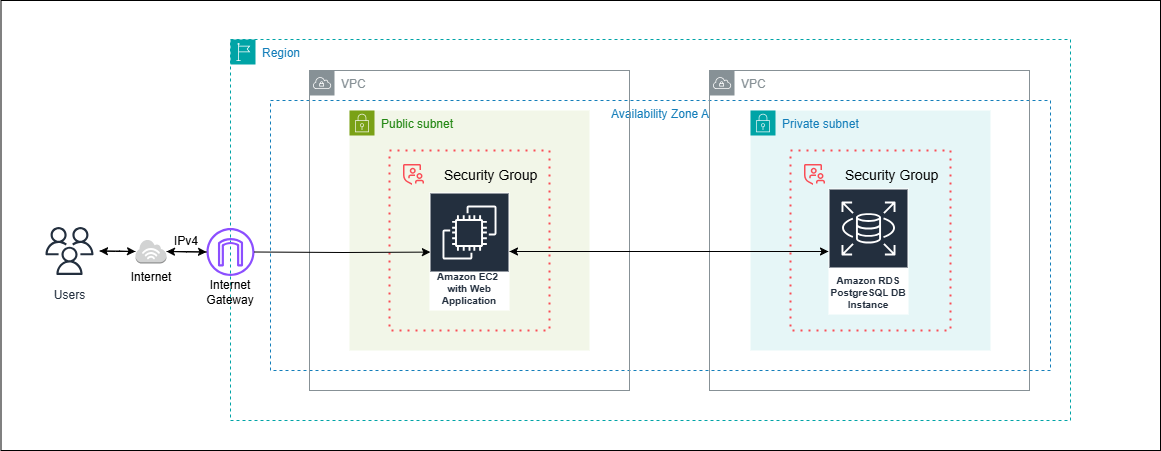 Region
VPC
VPC
Availability Zone A
Public subnet
Private subnet
Security Group
Security Group
IPv4
Users
Internet
Internet
Gateway
Amazon EC2
with Web
Application
Amazon RDS
PostgreSQL DB
Instance